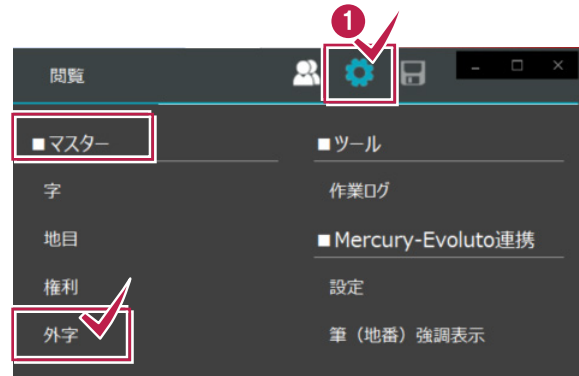 1
閲覧
■マスター
字
地目
権利
外字
■ツール
作業ログ
■Mercury-Evoluto連携
設定
筆（地番）強調表示